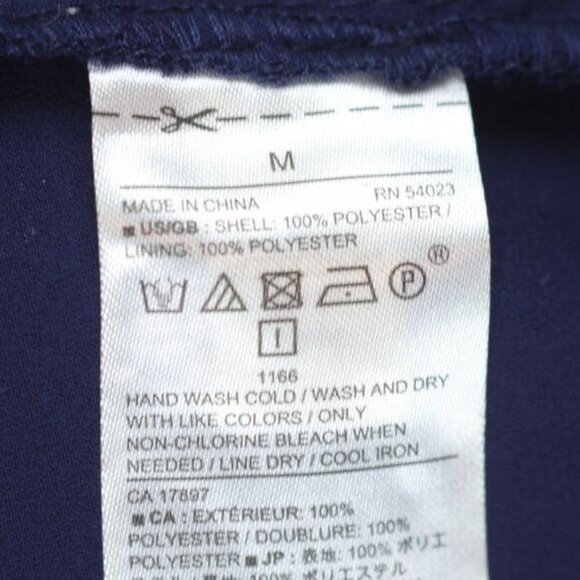 M
MADE IN CHINA RN 54023
US/GB : SHELL: 100% POLYESTER /
LINING: 100% POLYESTER
P ®
1166
HAND WASH COLD / WASH AND DRY
WITH LIKE COLORS / ONLY
NON-CHLORINE BLEACH WHEN
NEEDED / LINE DRY / COOL IRON
CA 17897
CA : EXTÉRIEUR: 100%
POLYESTER / DOUBLURE: 100%
POLYESTER JP : 表地: 100% ポリエ